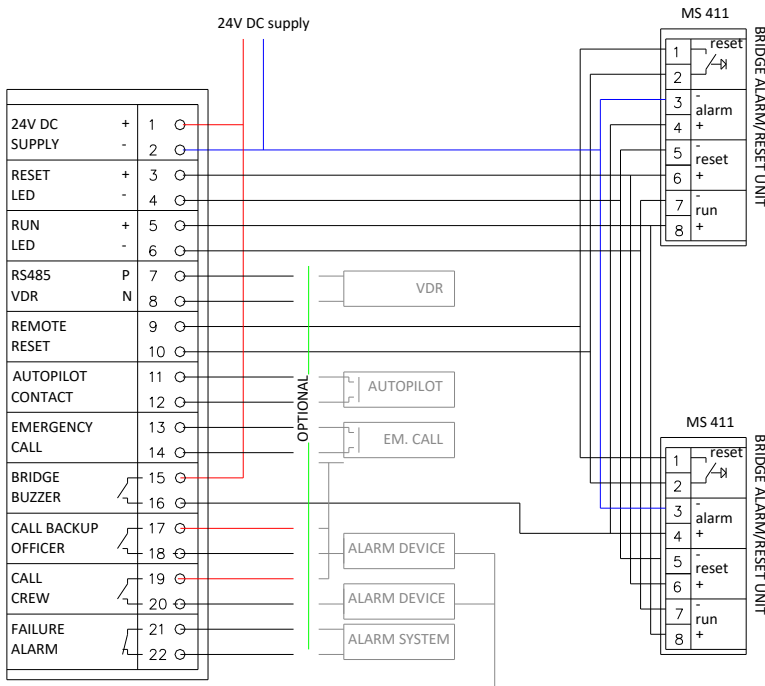 24V DC supply
MS 411
BRIDGE ALARM/RESET UNIT
1 reset
2
3 -
alarm
4 +
5 -
reset
6 +
7 -
run
8 +
24V DC + 1
SUPPLY - 2
RESET + 3
LED - 4
RUN + 5
LED - 6
RS485 P 7
VDR N 8
REMOTE 9
RESET 10
AUTOPILOT 11
CONTACT 12
EMERGENCY 13
CALL 14
BRIDGE 15
BUZZER 16
CALL BACKUP 17
OFFICER 18
CALL 19
CREW 20
FAILURE 21
ALARM 22
OPTIONAL
VDR
AUTOPILOT
EM. CALL
ALARM DEVICE
ALARM DEVICE
ALARM SYSTEM
MS 411
BRIDGE ALARM/RESET UNIT
1 reset
2
3 -
alarm
4 +
5 -
reset
6 +
7 -
run
8 +